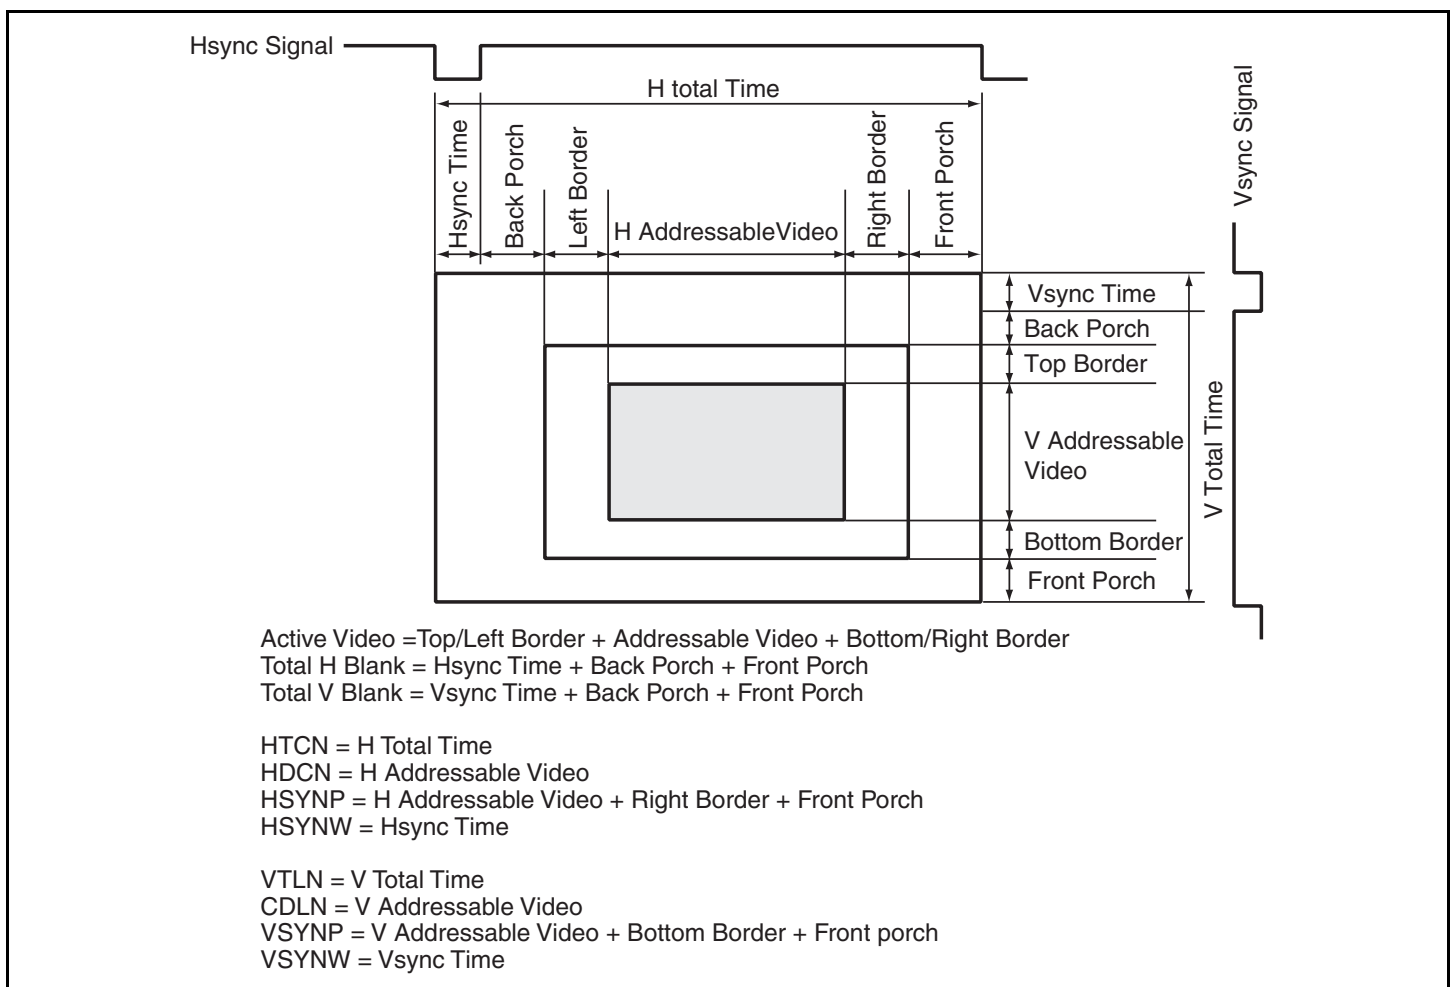 Hsync Signal
H total Time
Hsync Time
Back Porch
Left Border
H AddressableVideo
Right Border
Front Porch
Vsync Signal
Vsync Time
Back Porch
Top Border
V Addressable
Video
V Total Time
Bottom Border
Front Porch
Active Video =Top/Left Border + Addressable Video + Bottom/Right Border
Total H Blank = Hsync Time + Back Porch + Front Porch
Total V Blank = Vsync Time + Back Porch + Front Porch
HTCN = H Total Time
HDCN = H Addressable Video
HSYNP = H Addressable Video + Right Border + Front Porch
HSYNW = Hsync Time
VTLN = V Total Time
CDLN = V Addressable Video
VSYNP = V Addressable Video + Bottom Border + Front porch
VSYNW = Vsync Time